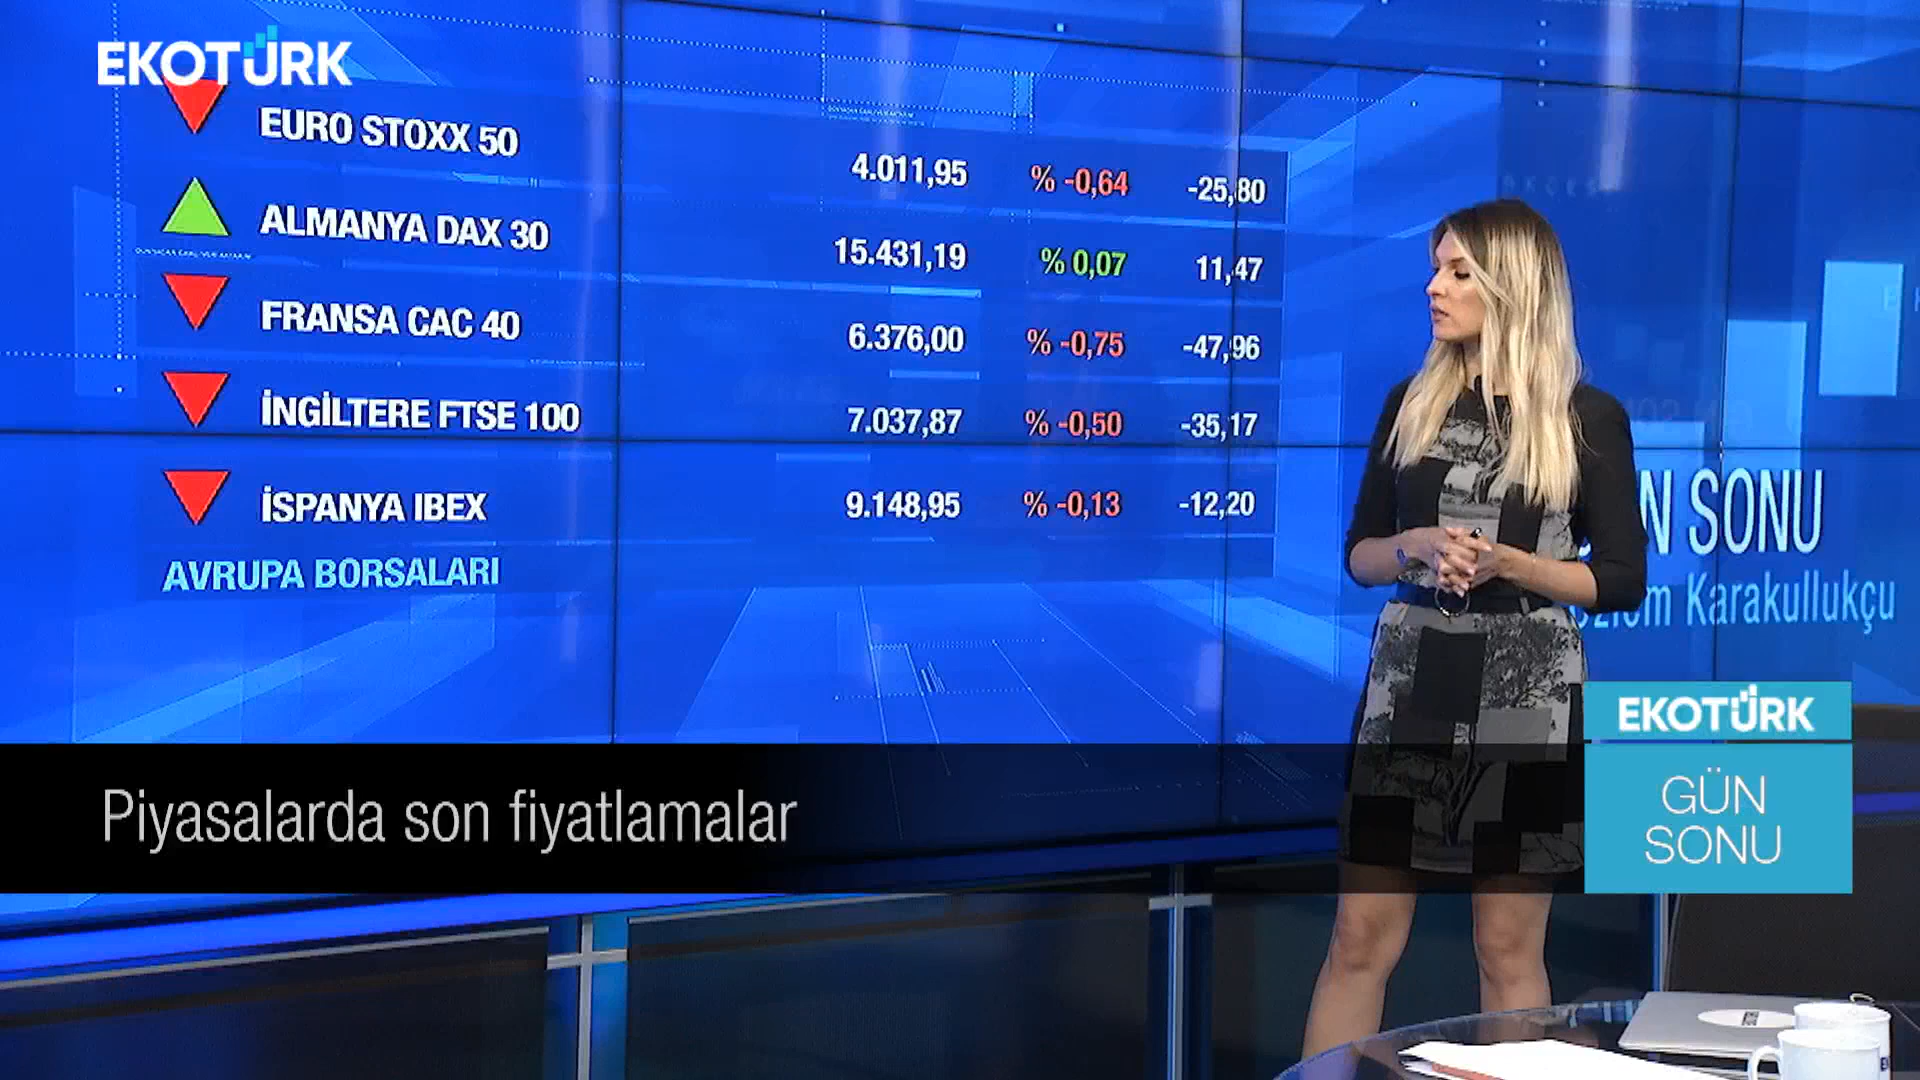 EKOTÜRK
EURO STOXX 50 4.011,95 % -0,64 -25,80
ALMANYA DAX 30 15.431,19 % 0,07 11,47
FRANSA CAC 40 6.376,00 % -0,75 -47,96
İNGİLTERE FTSE 100 7.037,87 % -0,50 -35,17
İSPANYA IBEX 9.148,95 % -0,13 -12,20
AVRUPA BORSALARI
N SONU
Karakullukçu
EKOTÜRK
GÜN
SONU
Piyasalarda son fiyatlamalar